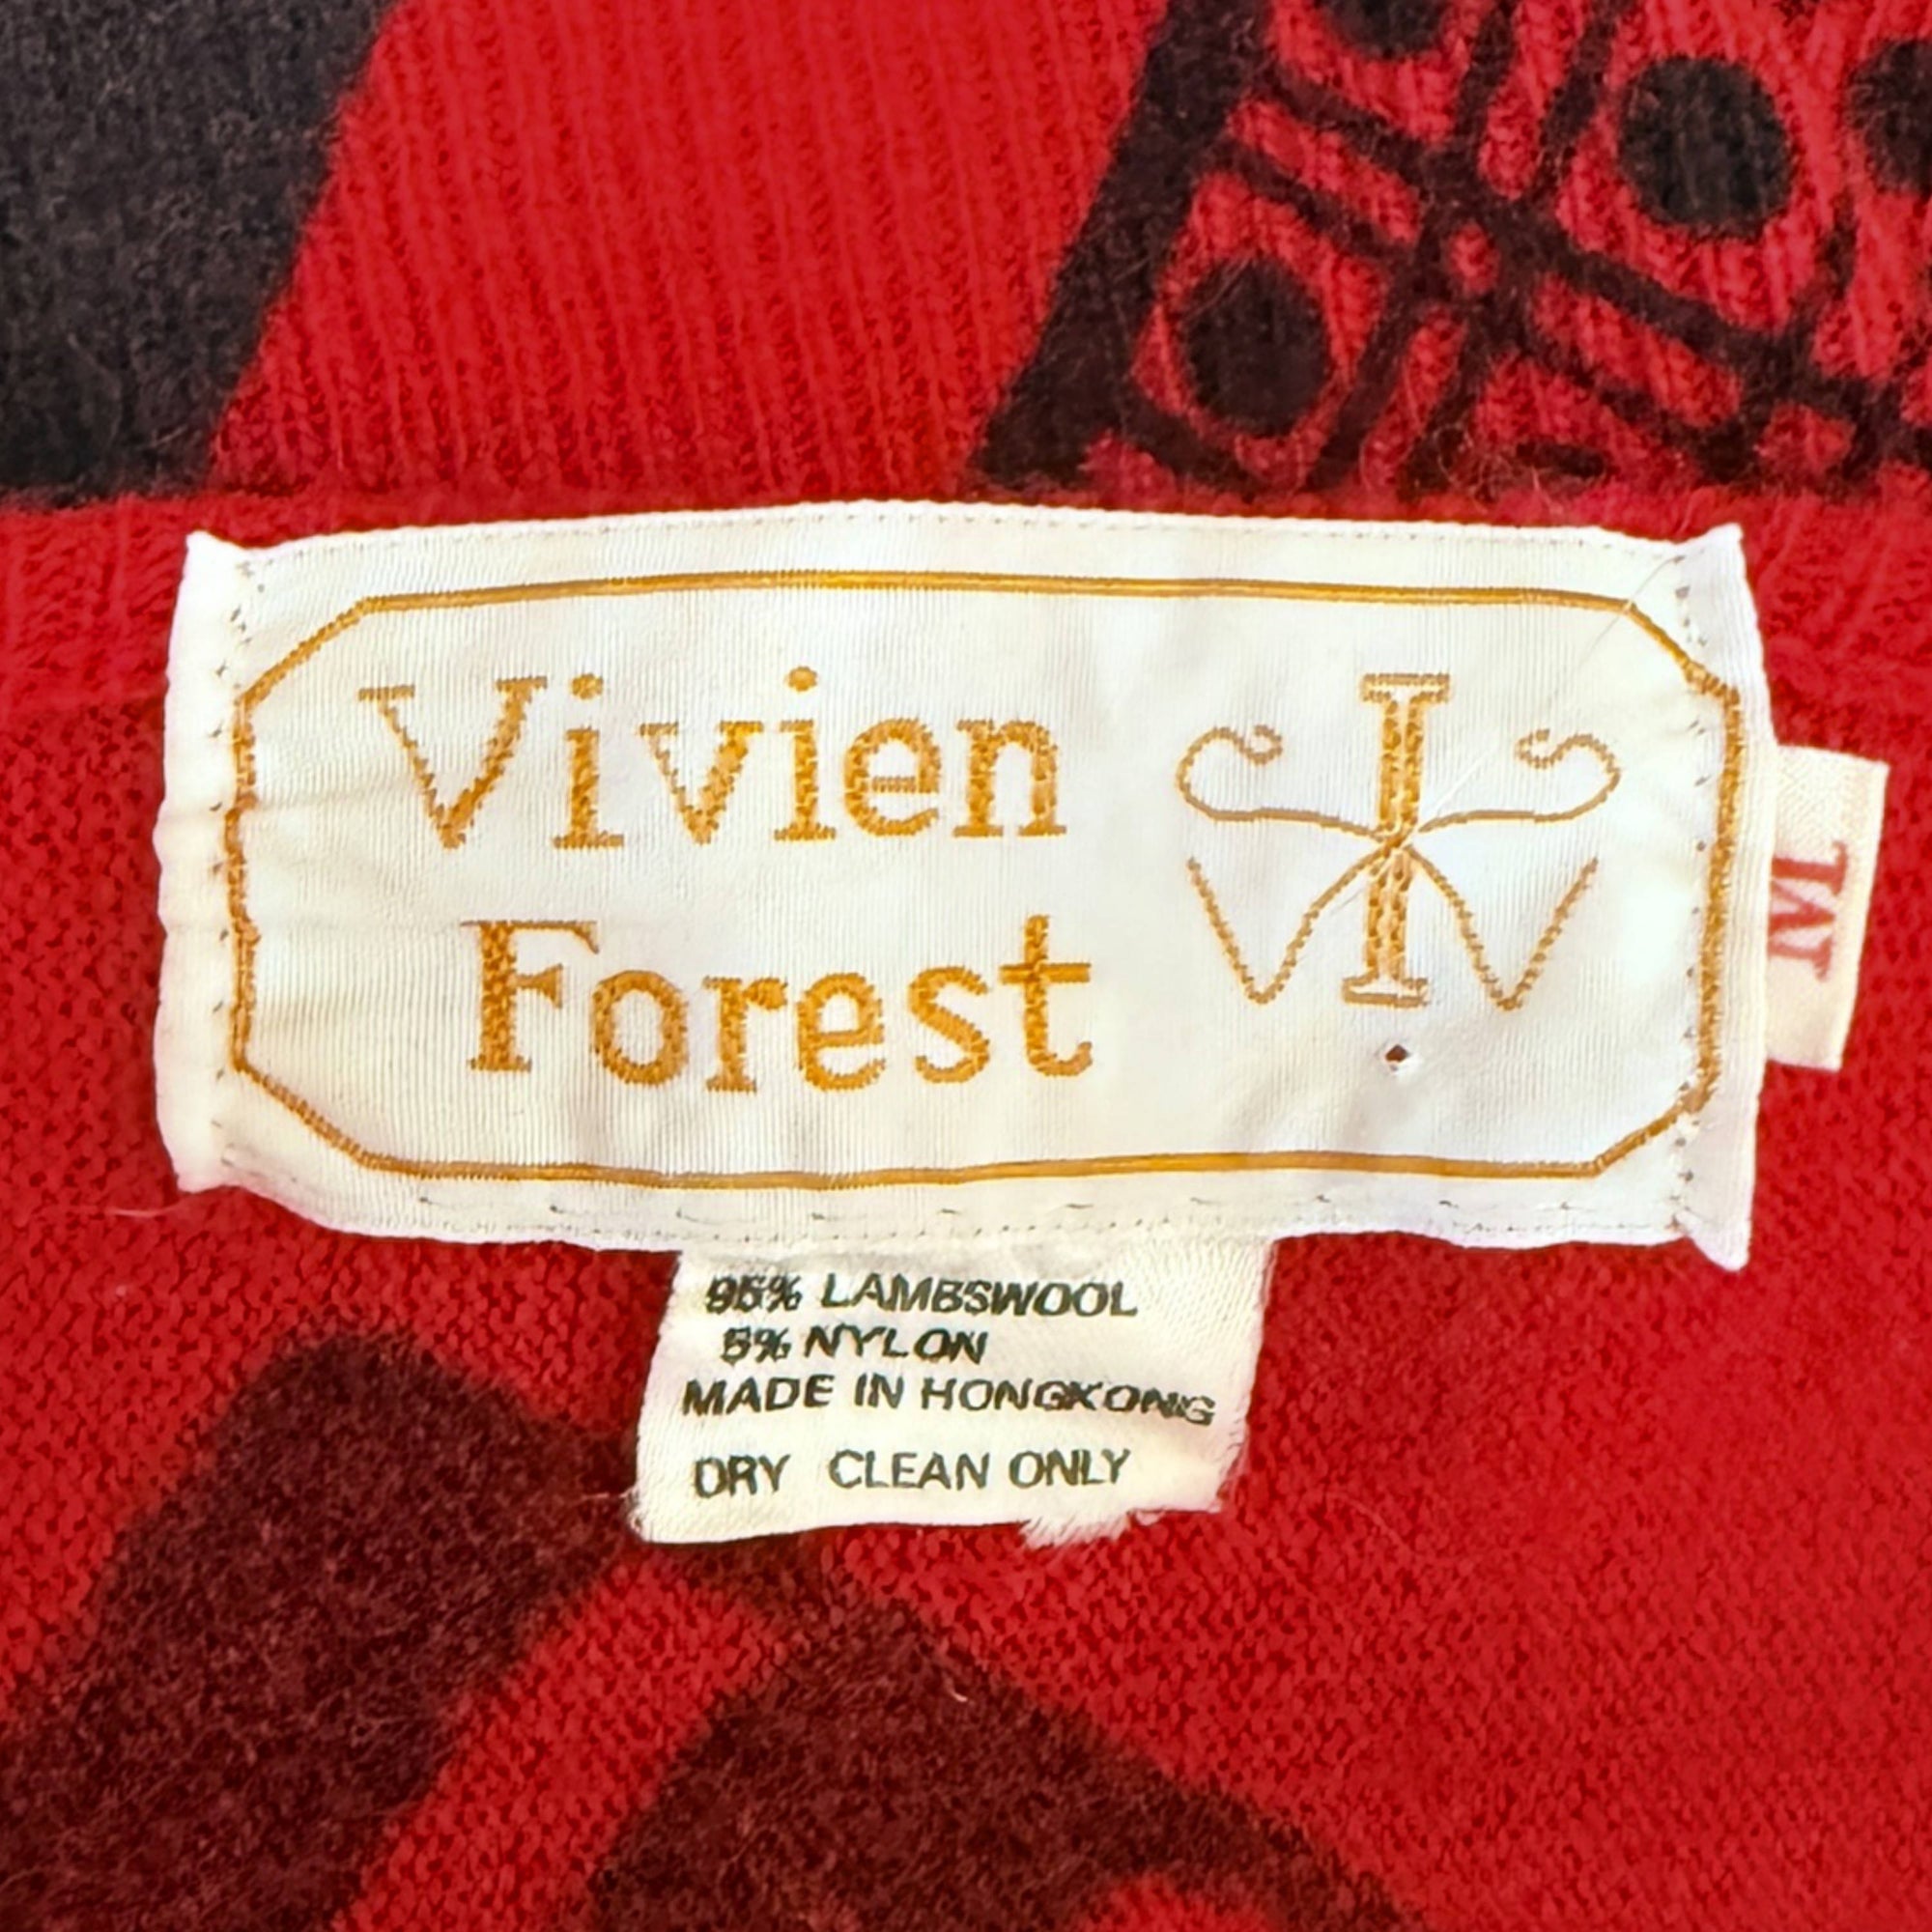 Vivien
Forest
M
95% LAMBSWOOL
5% NYLON
MADE IN HONGKONG
DRY CLEAN ONLY